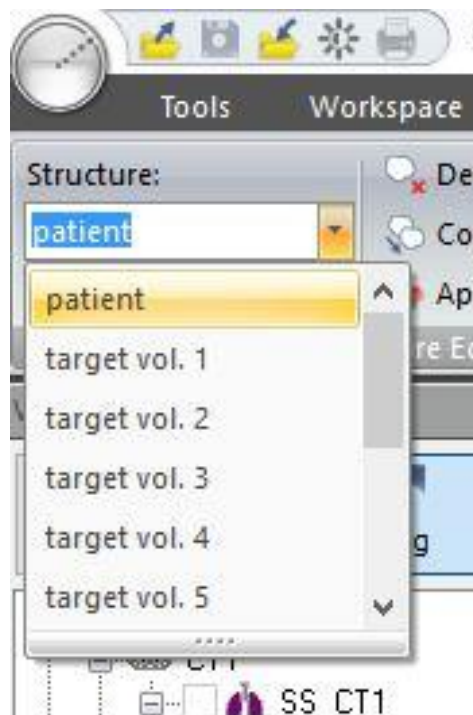 Tools Workspace
Structure:
patient
patient
target vol. 1
target vol. 2
target vol. 3
target vol. 4
target vol. 5
SS_CT1